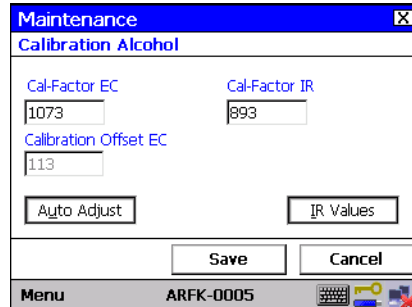 Maintenance X
Calibration Alcohol
Cal-Factor EC Cal-Factor IR
1073 893
Calibration Offset EC
113
Auto Adjust IR Values
Save Cancel
Menu ARFK-0005